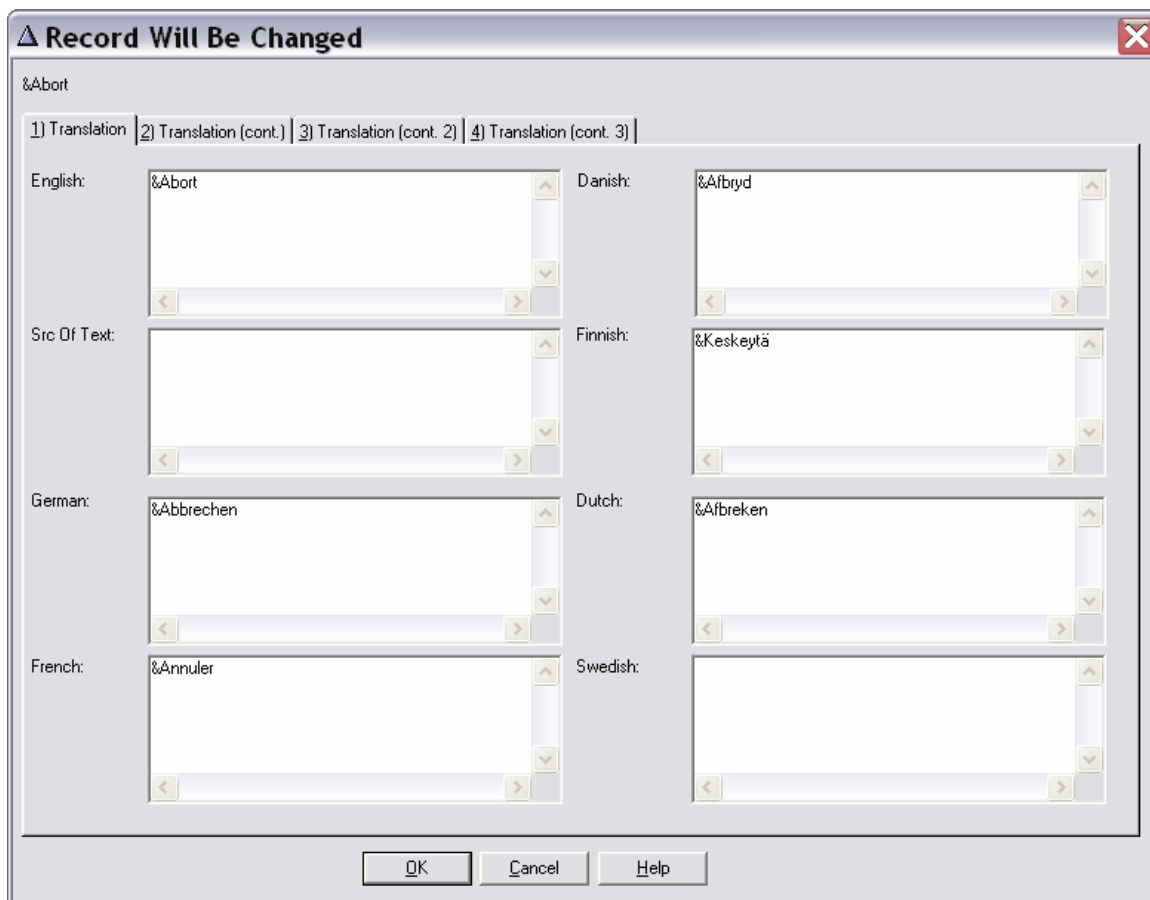 Record Will Be Changed
&Abort
1) Translation 2) Translation (cont.) 3) Translation (cont. 2) 4) Translation (cont. 3)
English: &Abort Danish: &Afbryd
Src Of Text: Finnish: &Keskeytä
German: &Abbrechen Dutch: &Afbreken
French: &Annuler Swedish:
OK Cancel Help